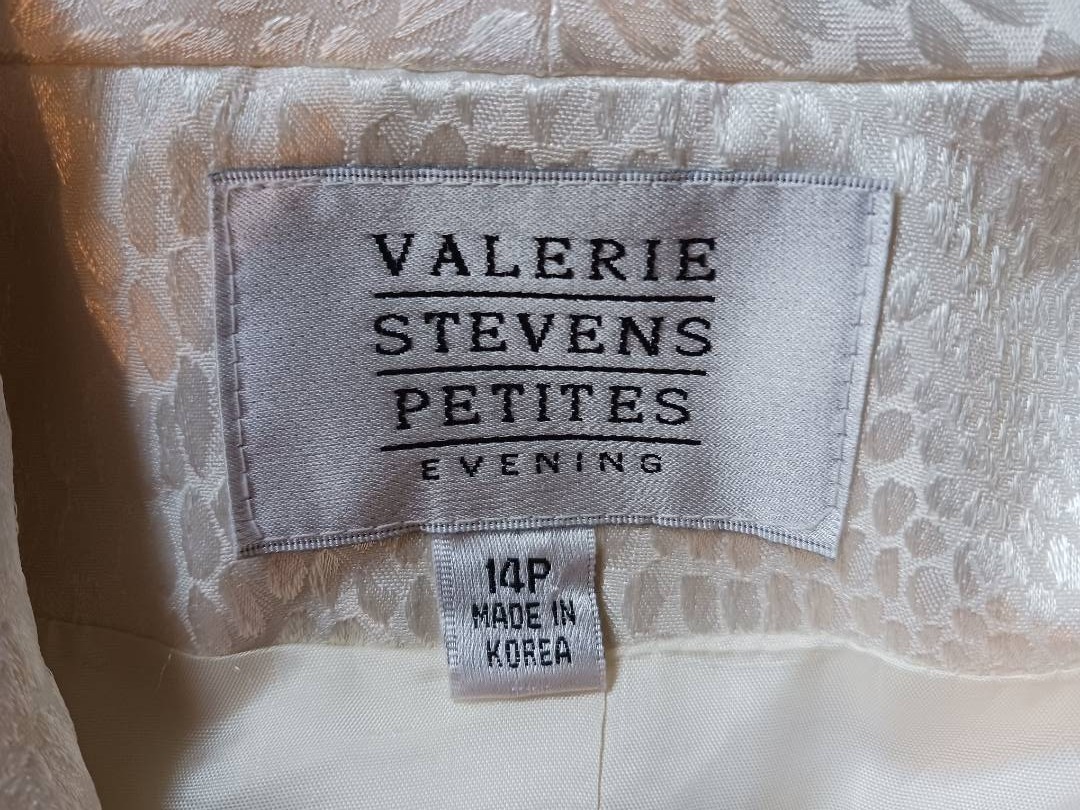 VALERIE
STEVENS
PETITES
EVENING
14P
MADE IN
KOREA